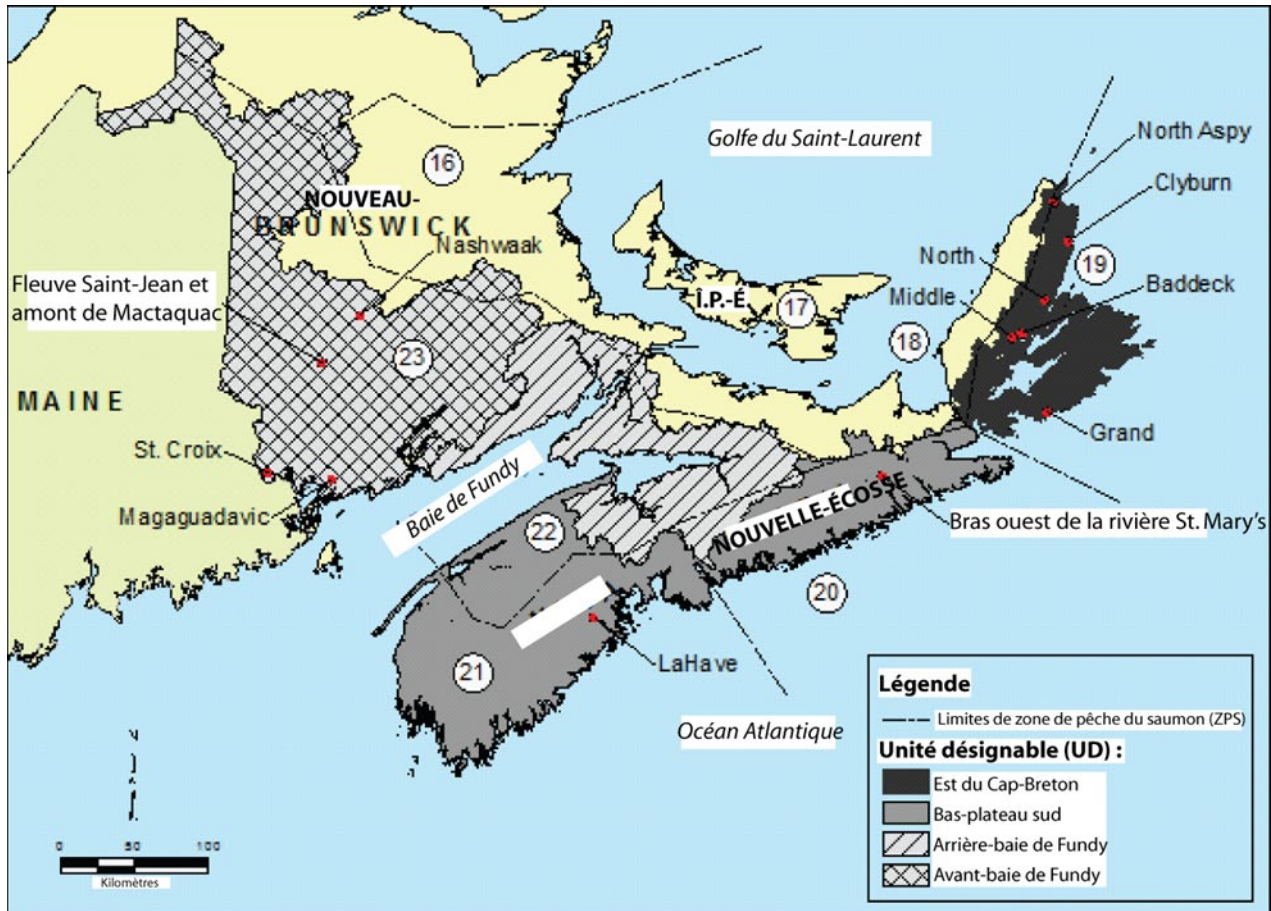 Golfe du Saint-Laurent
North Aspy
Clyburn
16
NOUVEAU-
BRUNSWICK
Nashwaak
North
19
Fleuve Saint-Jean et
amont de Mactaquac
Î.P.-É
17
Middle
Baddeck
18
23
MAINE
Grand
St. Croix
Magaguadavic
Baie de Fundy
22
NOUVELLE-ÉCOSSE
Bras ouest de la rivière St. Mary's
20
21
LaHave
Océan Atlantique
Légende
Limites de zone de pêche du saumon (ZPS)
Unité désignable (UD) :
Est du Cap-Breton
Bas-plateau sud
Arrière-baie de Fundy
Avant-baie de Fundy
0 50 100
Kilomètres